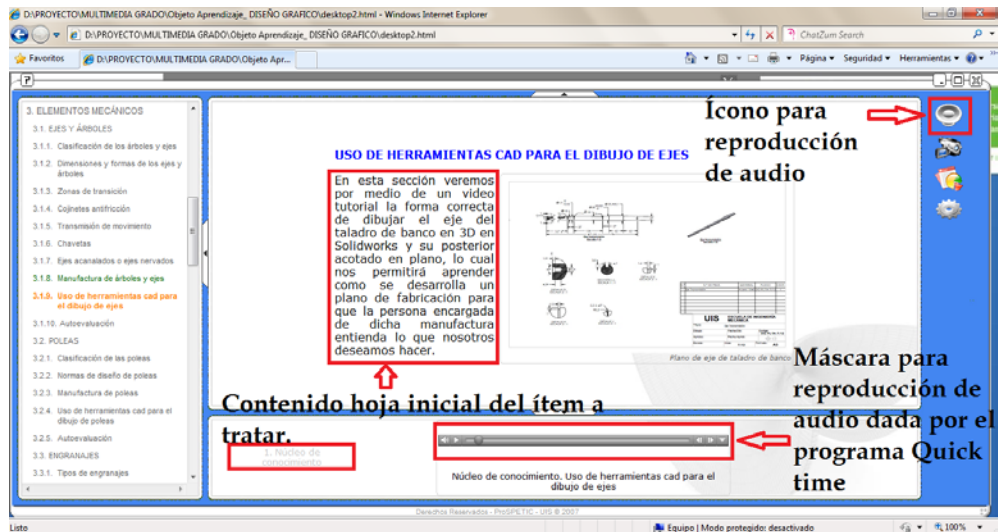 D:\PROYECTO\MULTIMEDIA GRADO\Objeto Aprendizaje_ DISEÑO GRAFICO\desktop2.html - Windows Internet Explorer
D:\PROYECTO\MULTIMEDIA GRADO\Objeto Aprendizaje_ DISEÑO GRAFICO\desktop2.html
ChatZum Search
Favoritos
D:\PROYECTO\MULTIMEDIA GRADO\Objeto Apr...
Página
Seguridad
Herramientas
3. ELEMENTOS MECÁNICOS
3.1. EJES Y ÁRBOLES
3.1.1. Clasificación de los árboles y ejes
3.1.2. Dimensiones y formas de los ejes y
árboles
3.1.3. Zonas de transición
3.1.4. Cojinetes antifricción
3.1.5. Transmisión de movimiento
3.1.6. Chavetas
3.1.7. Ejes acanalados o ejes nervados
3.1.8. Manufactura de árboles y ejes
3.1.9. Uso de herramientas cad para
el dibujo de ejes
3.1.10. Autoevaluación
3.2. POLEAS
3.2.1. Clasificación de las poleas
3.2.2. Normas de diseño de poleas
3.2.3. Manufactura de poleas
3.2.4. Uso de herramientas cad para el
dibujo de poleas
3.2.5. Autoevaluación
3.3. ENGRANAJES
3.3.1. Tipos de engranajes
USO DE HERRAMIENTAS CAD PARA EL DIBUJO DE EJES
En esta sección veremos
por medio de un video
tutorial la forma correcta
de dibujar el eje del
taladro de banco en 3D en
Solidworks y su posterior
acotado en plano, lo cual
nos permitirá aprender
como se desarrolla un
plano de fabricación para
que la persona encargada
de dicha manufactura
entienda lo que nosotros
deseamos hacer.
UIS
Plano de eje de taladro de banco
Ícono para
reproducción
de audio
Contenido hoja inicial del ítem a
tratar.
Máscara para
reproducción de
audio dada por el
programa Quick
time
1. Núcleo de
conocimiento
Núcleo de conocimiento. Uso de herramientas cad para el
dibujo de ejes
Derechos Reservados - ProSPETIC - UIS © 2007
Listo
Equipo | Modo protegido: desactivado
100%